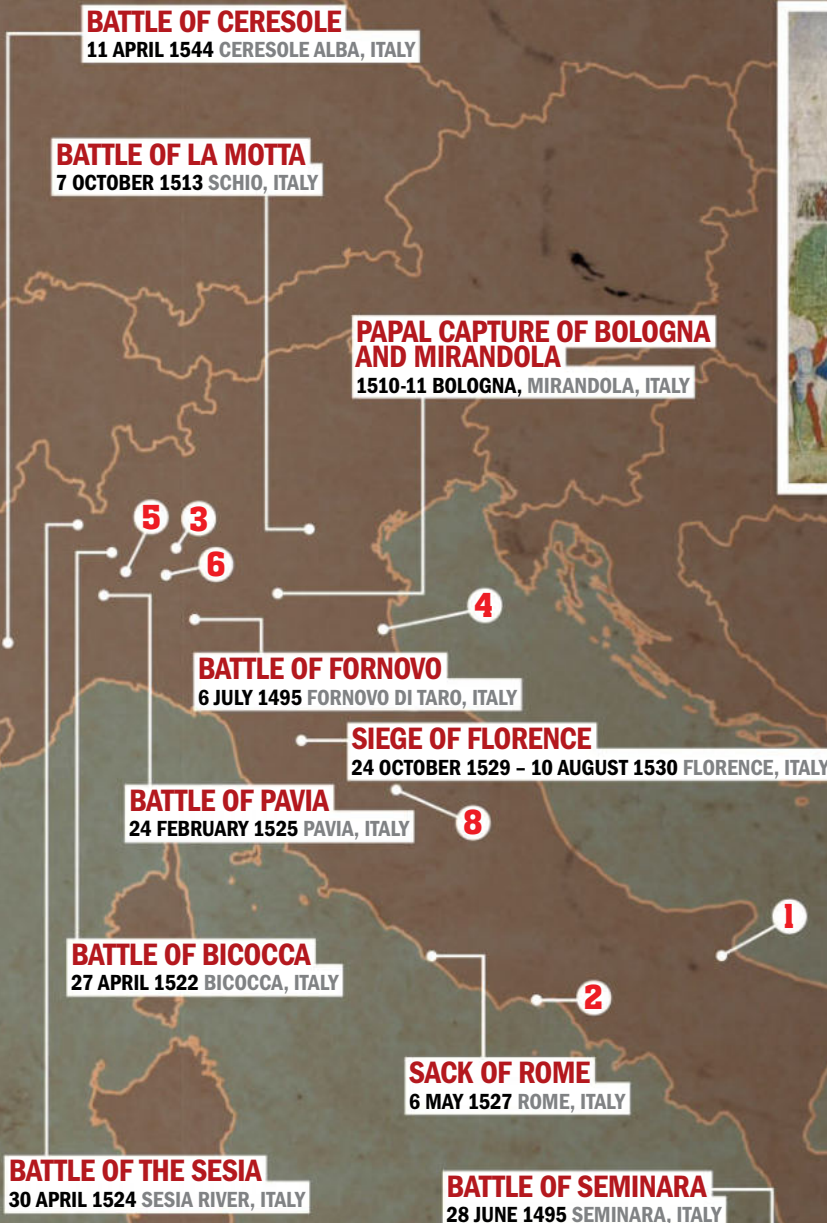 BATTLE OF CERESOLE
11 APRIL 1544 CERESOLE ALBA, ITALY
BATTLE OF LA MOTTA
7 OCTOBER 1513 SCHIO, ITALY
PAPAL CAPTURE OF BOLOGNA
AND MIRANDOLA
1510-11 BOLOGNA, MIRANDOLA, ITALY
5
3
6
4
BATTLE OF FORNOVO
6 JULY 1495 FORNOVO DI TARO, ITALY
SIEGE OF FLORENCE
24 OCTOBER 1529 – 10 AUGUST 1530 FLORENCE, ITALY
BATTLE OF PAVIA
24 FEBRUARY 1525 PAVIA, ITALY
8
1
BATTLE OF BICOCCA
27 APRIL 1522 BICOCCA, ITALY
2
SACK OF ROME
6 MAY 1527 ROME, ITALY
BATTLE OF THE SESIA
30 APRIL 1524 SESIA RIVER, ITALY
BATTLE OF SEMINARA
28 JUNE 1495 SEMINARA, ITALY